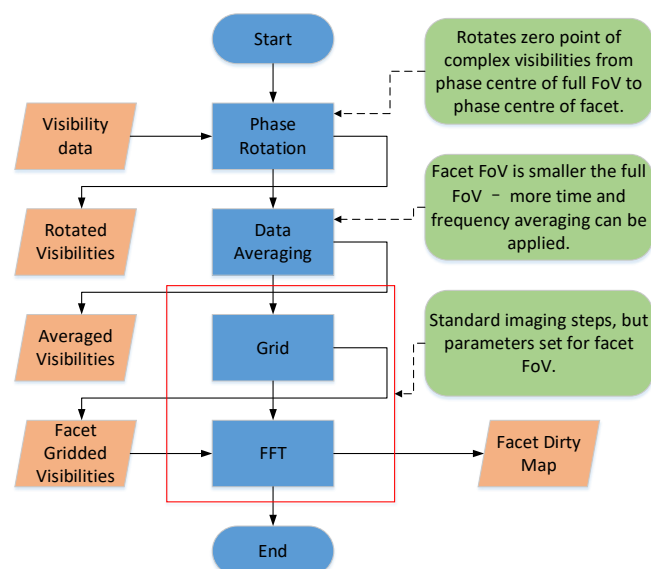 Start
Rotates zero point of
complex visibilities from
phase centre of full FoV to
phase centre of facet.
Visibility
data
Phase
Rotation
Facet FoV is smaller the full
FoV – more time and
frequency averaging can be
applied.
Rotated
Visibilities
Data
Averaging
Averaged
Visibilities
Grid
Standard imaging steps, but
parameters set for facet
FoV.
Facet
Gridded
Visibilities
FFT
Facet Dirty
Map
End